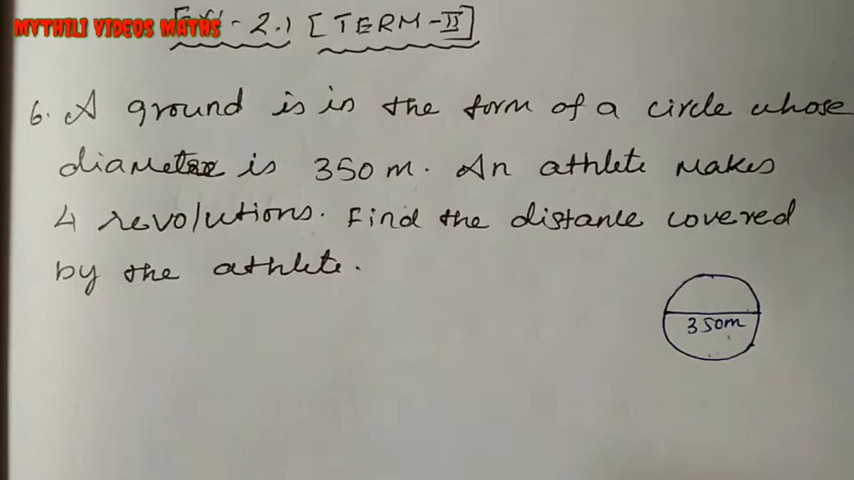 MYTHILI VIDEOS MATHS
2.1 [TERM-II]
6. A ground is in the form of a circle whose
diameter is 350 m. An athlete makes
4 revolutions. Find the distance covered
by the athlete.
350m